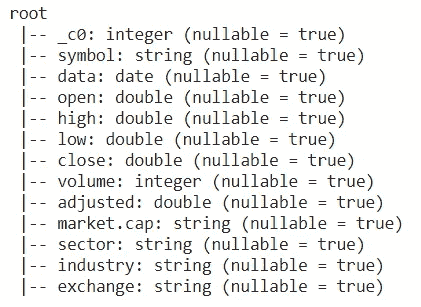 root
 |-- _c0: integer (nullable = true)
 |-- symbol: string (nullable = true)
 |-- data: date (nullable = true)
 |-- open: double (nullable = true)
 |-- high: double (nullable = true)
 |-- low: double (nullable = true)
 |-- close: double (nullable = true)
 |-- volume: integer (nullable = true)
 |-- adjusted: double (nullable = true)
 |-- market.cap: string (nullable = true)
 |-- sector: string (nullable = true)
 |-- industry: string (nullable = true)
 |-- exchange: string (nullable = true)